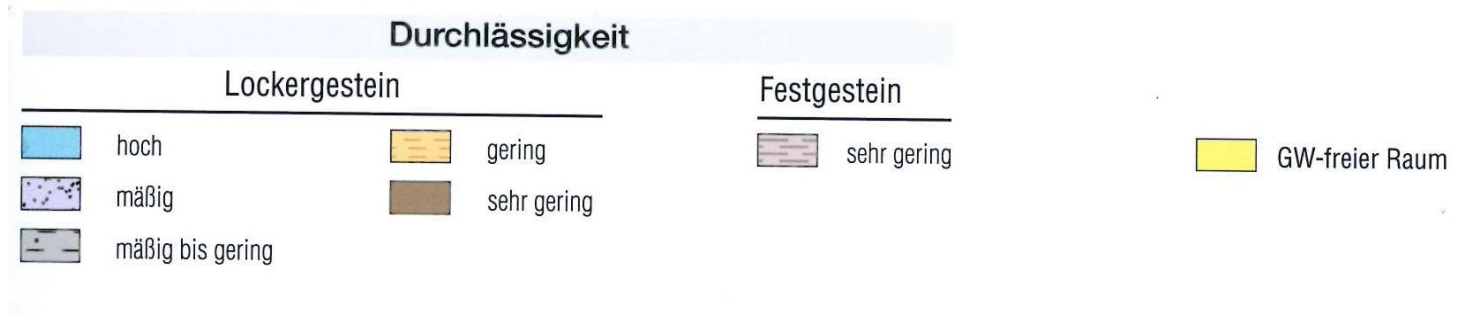 Durchlässigkeit
Lockergestein
hoch
mäßig
mäßig bis gering
gering
sehr gering
Festgestein
sehr gering
GW-freier Raum